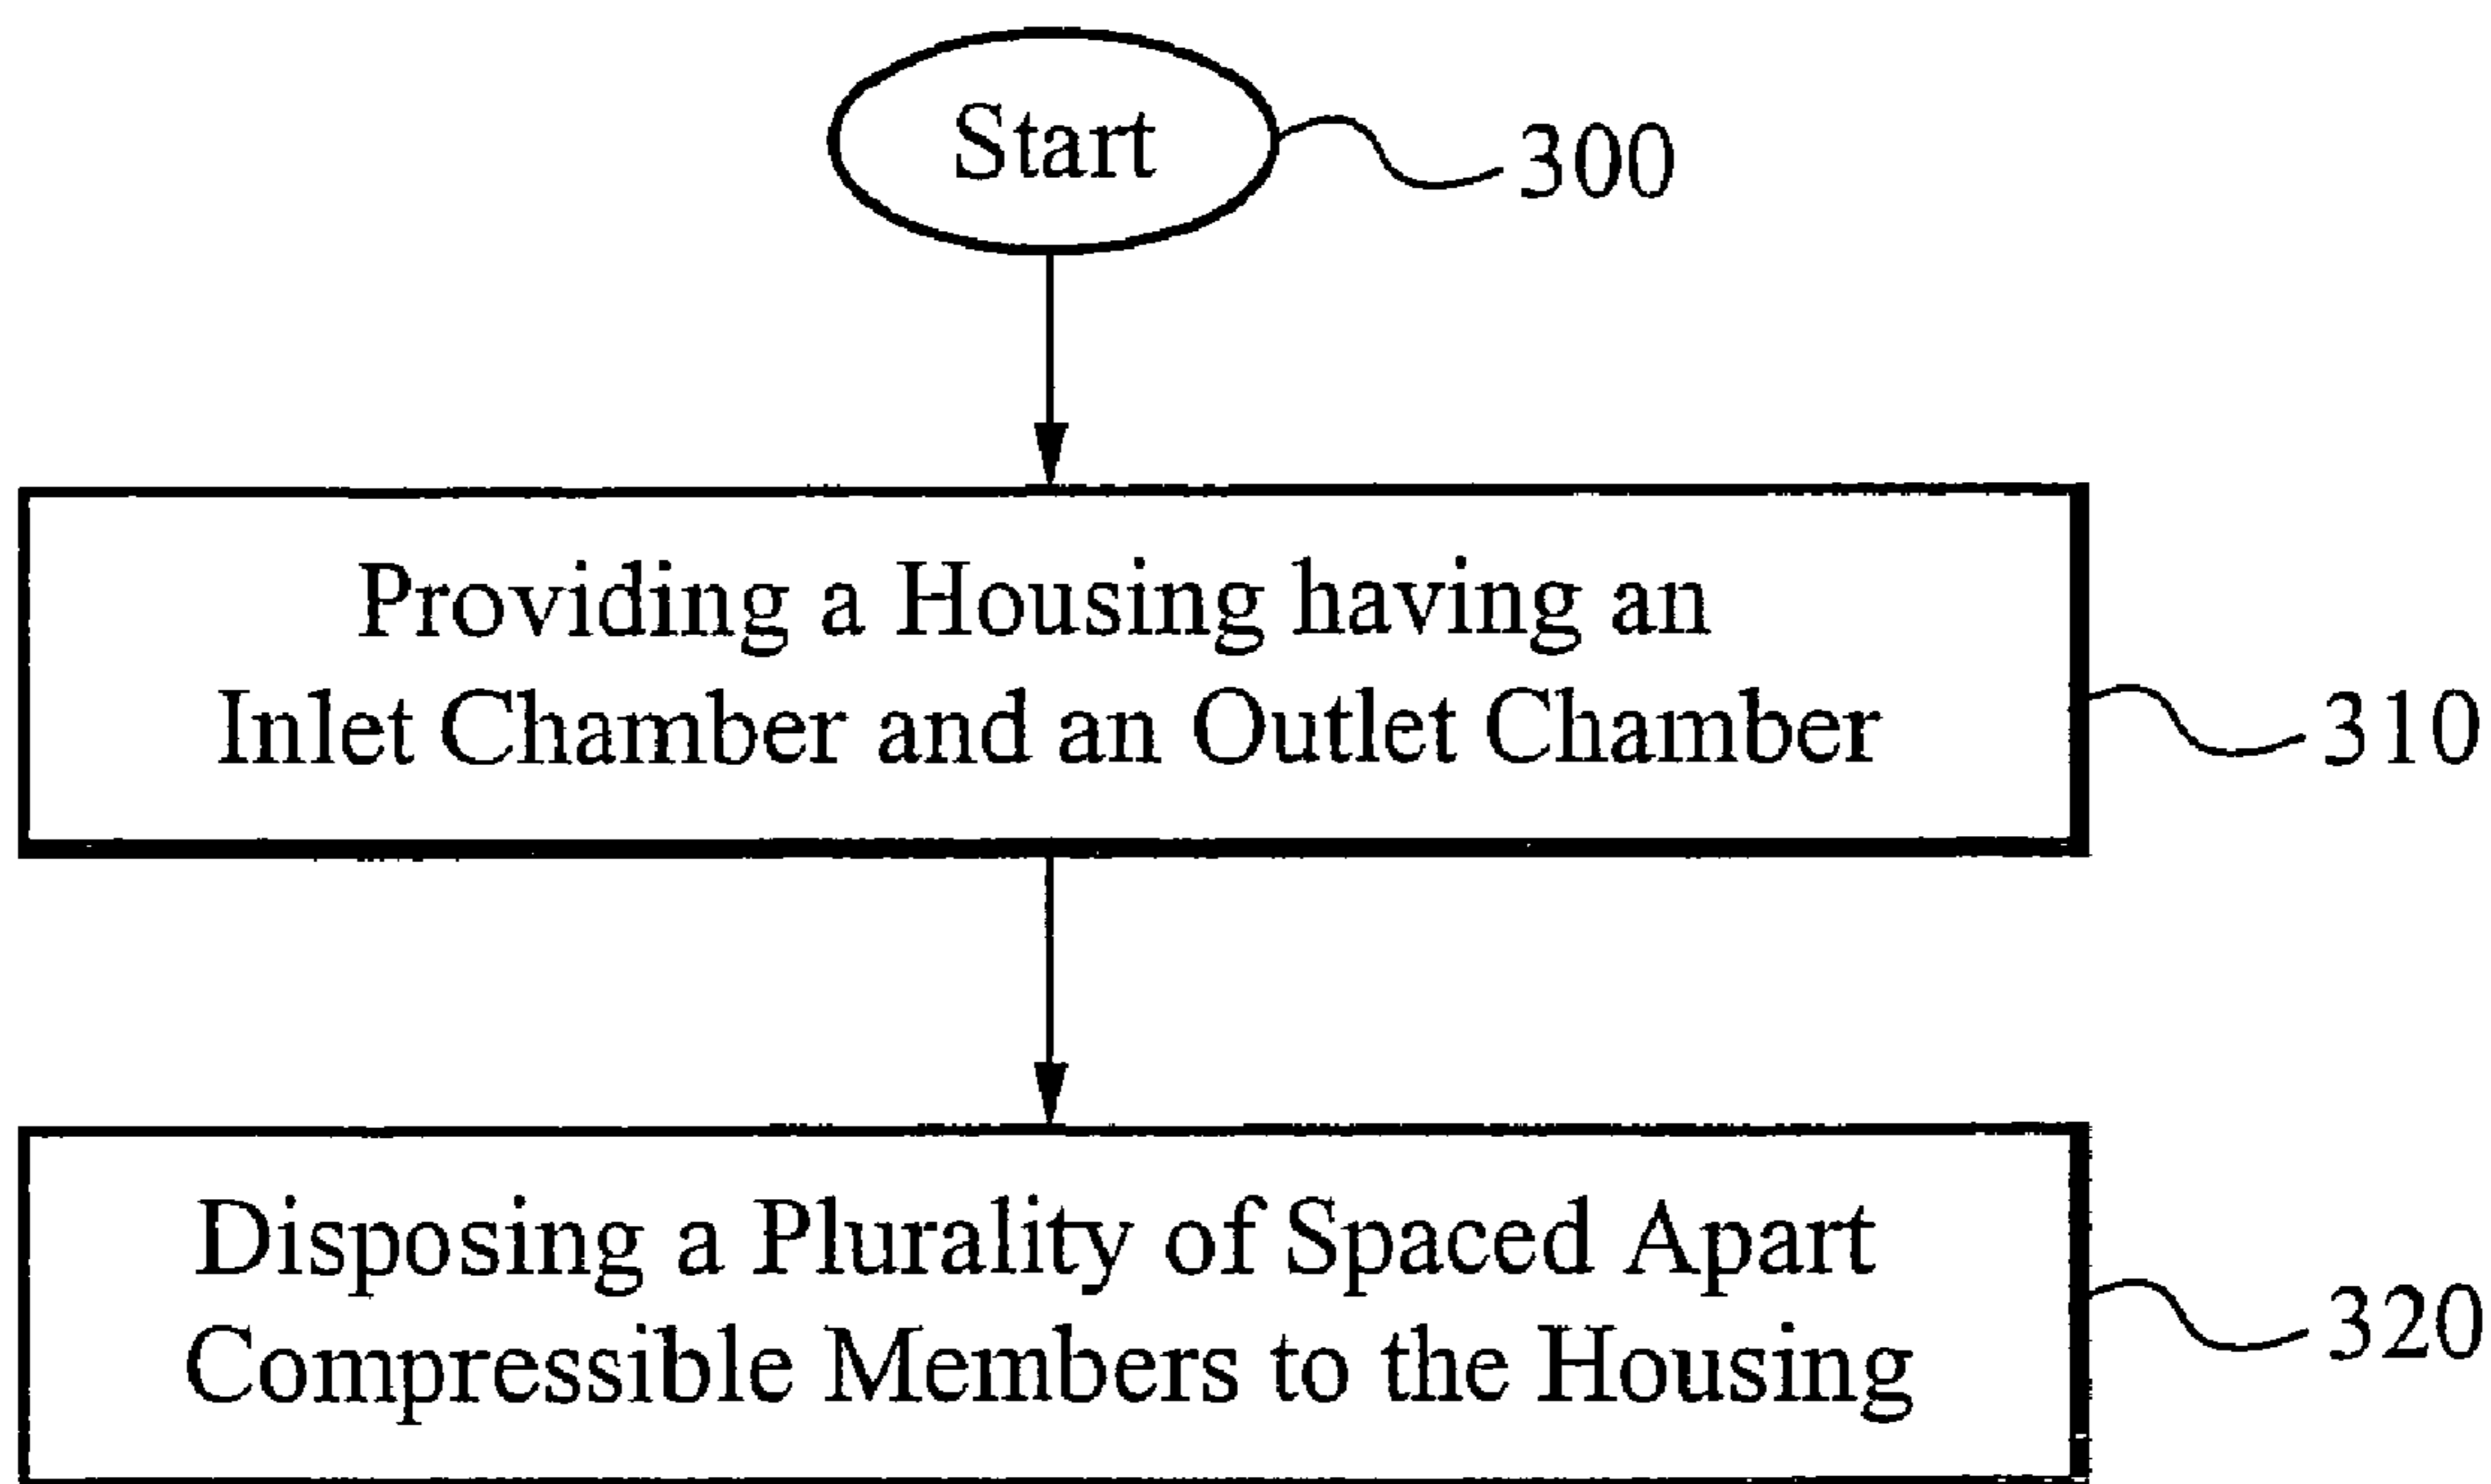 Start
300
Providing a Housing having an
Inlet Chamber and an Outlet Chamber
310
Disposing a Plurality of Spaced Apart
Compressible Members to the Housing
320